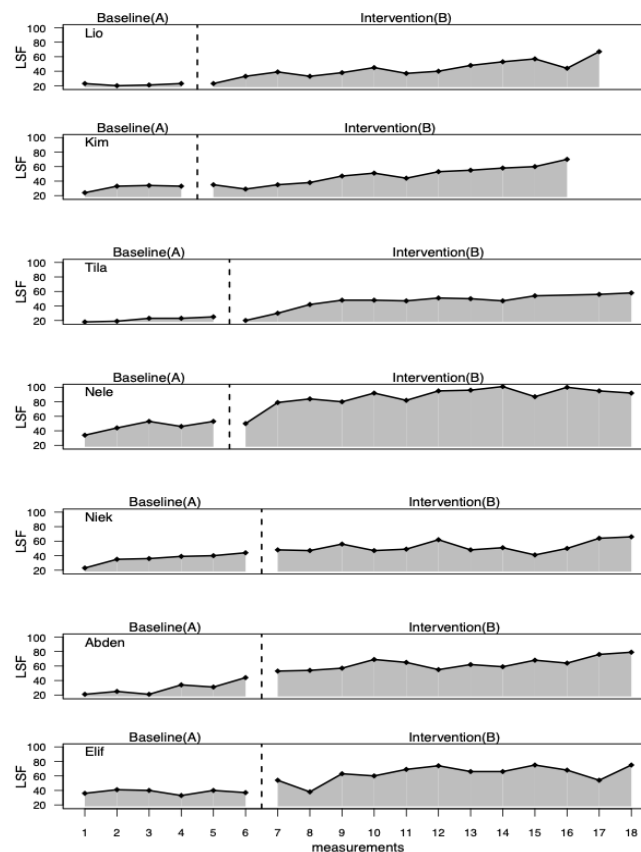 Baseline(A) Intervention(B)
Lio
LSF
100
80
60
40
20
Baseline(A) Intervention(B)
Kim
LSF
100
80
60
40
20
Baseline(A) Intervention(B)
Tila
LSF
100
80
60
40
20
Baseline(A) Intervention(B)
Nele
LSF
100
80
60
40
20
Baseline(A) Intervention(B)
Niek
LSF
100
80
60
40
20
Baseline(A) Intervention(B)
Abden
LSF
100
80
60
40
20
Baseline(A) Intervention(B)
Elif
LSF
100
80
60
40
20
1 2 3 4 5 6 7 8 9 10 11 12 13 14 15 16 17 18
measurements